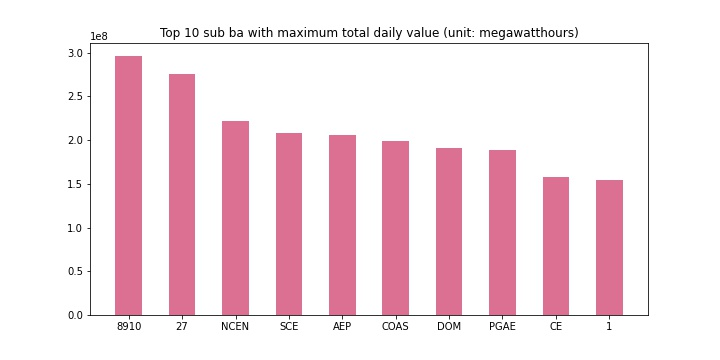 Top 10 sub ba with maximum total daily value (unit: megawatthours)
1e8
3.0
2.5
2.0
1.5
1.0
0.5
0.0
8910 27 NCEN SCE AEP COAS DOM PGAE CE 1